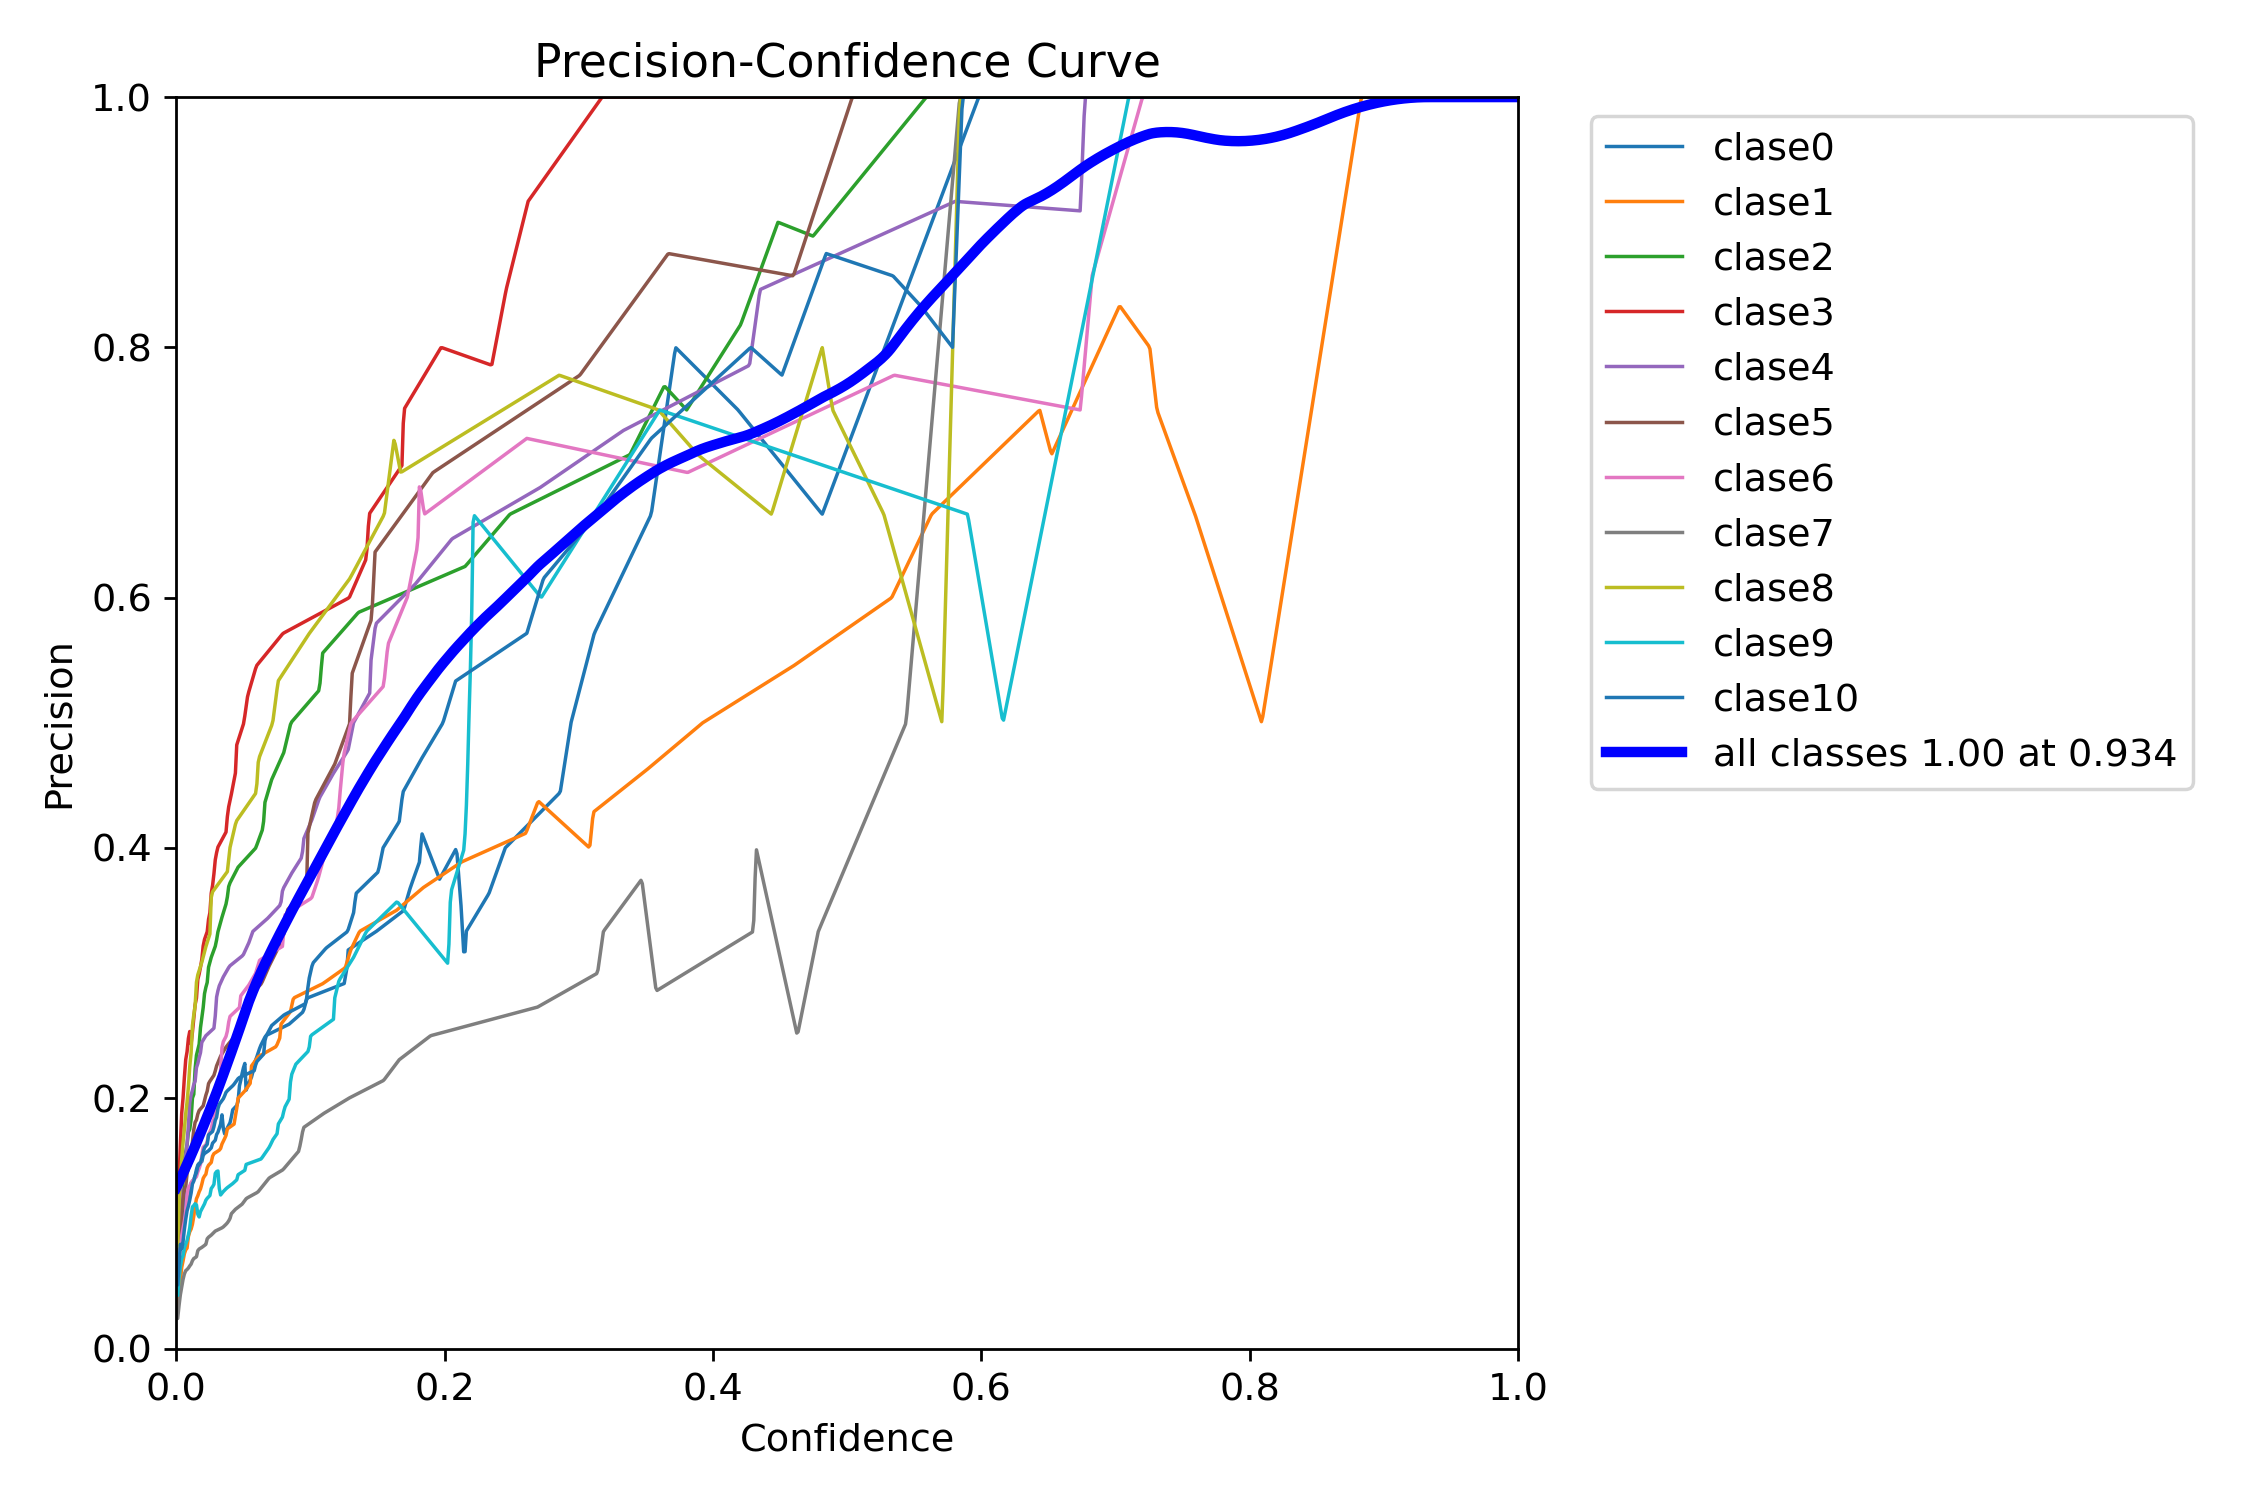 Precision-Confidence Curve
1.0
0.8
0.6
0.4
0.2
0.0
Precision
0.0 0.2 0.4 0.6 0.8 1.0
Confidence
clase0
clase1
clase2
clase3
clase4
clase5
clase6
clase7
clase8
clase9
clase10
all classes 1.00 at 0.934